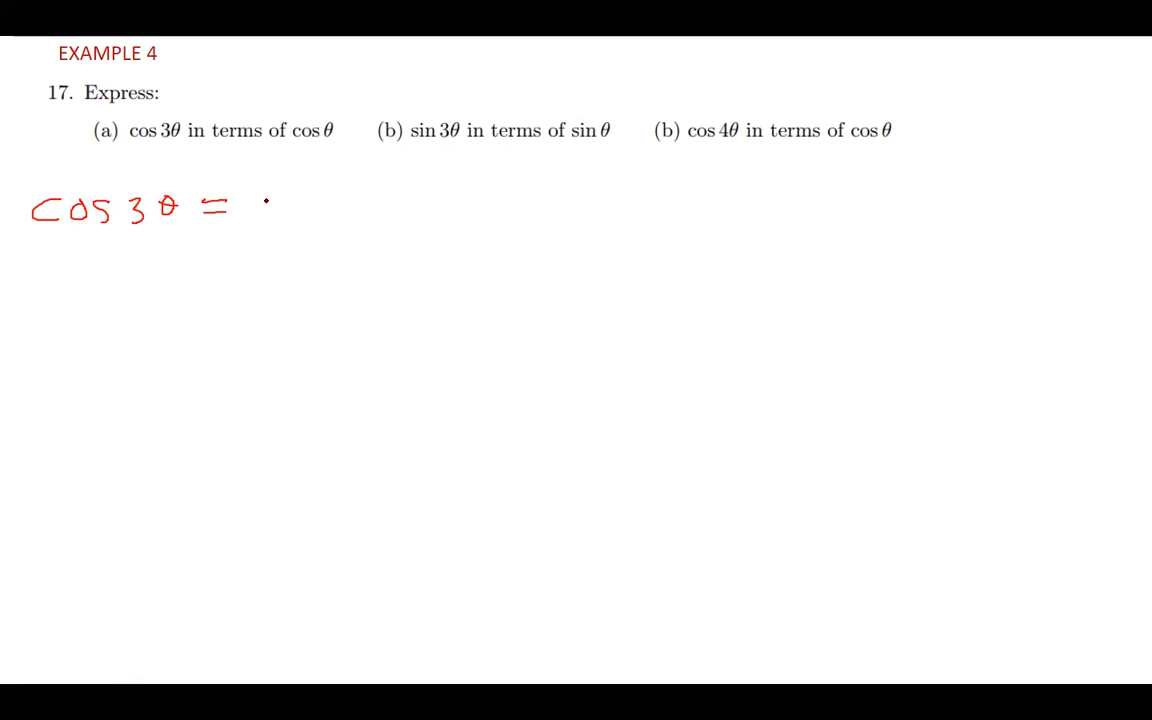 EXAMPLE 4
17. Express:
(a) cos 3θ in terms of cos θ (b) sin 3θ in terms of sin θ (b) cos 4θ in terms of cos θ
cos 3θ =